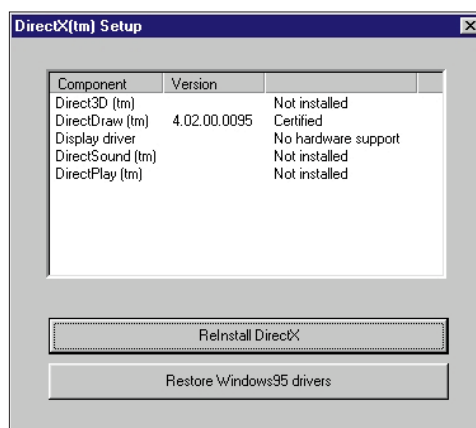 DirectX(tm) Setup
Component Version
Direct3D (tm) Not installed
DirectDraw (tm) 4.02.00.0095 Certified
Display driver No hardware support
DirectSound (tm) Not installed
DirectPlay (tm) Not installed
ReInstall DirectX
Restore Windows95 drivers